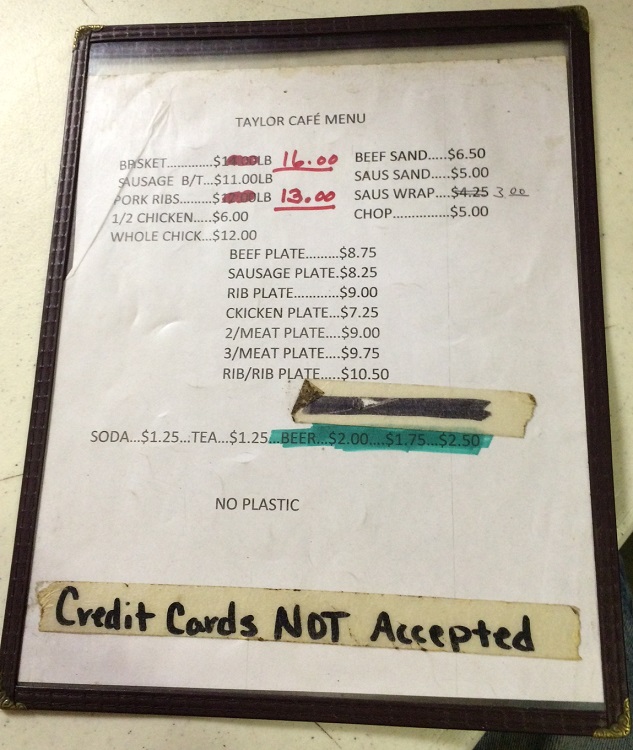 TAYLOR CAFÉ MENU
BRSKET.............$14.00LB 16.00
SAUSAGE B/T...$11.00LB
PORK RIBS.........$12.00LB 13.00
1/2 CHICKEN.....$6.00
WHOLE CHICK...$12.00
BEEF SAND.....$6.50
SAUS SAND.....$5.00
SAUS WRAP....$4.25 3.00
CHOP..............$5.00
BEEF PLATE.........$8.75
SAUSAGE PLATE.$8.25
RIB PLATE............$9.00
CKICKEN PLATE...$7.25
2/MEAT PLATE...$9.00
3/MEAT PLATE...$9.75
RIB/RIB PLATE.....$10.50
SODA...$1.25...TEA...$1.25...BEER...$2.00....$1.75...$2.50
NO PLASTIC
Credit Cards NOT Accepted